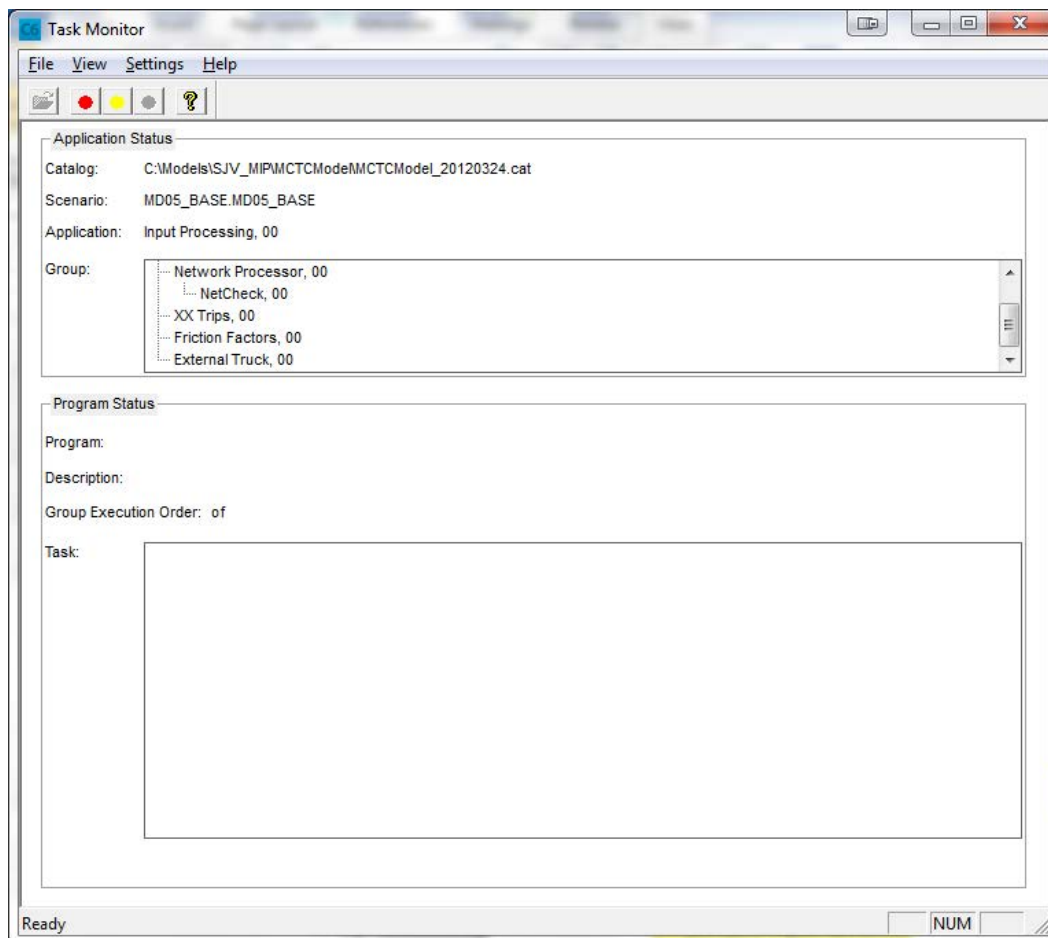 C6 Task Monitor
File View Settings Help
Application Status
Catalog: C:\Models\SJV_MIP\MCTCModel\MCTCModel_20120324.cat
Scenario: MD05_BASE.MD05_BASE
Application: Input Processing, 00
Group:
Network Processor, 00
NetCheck, 00
XX Trips, 00
Friction Factors, 00
External Truck, 00
Program Status
Program:
Description:
Group Execution Order: of
Task:
Ready NUM